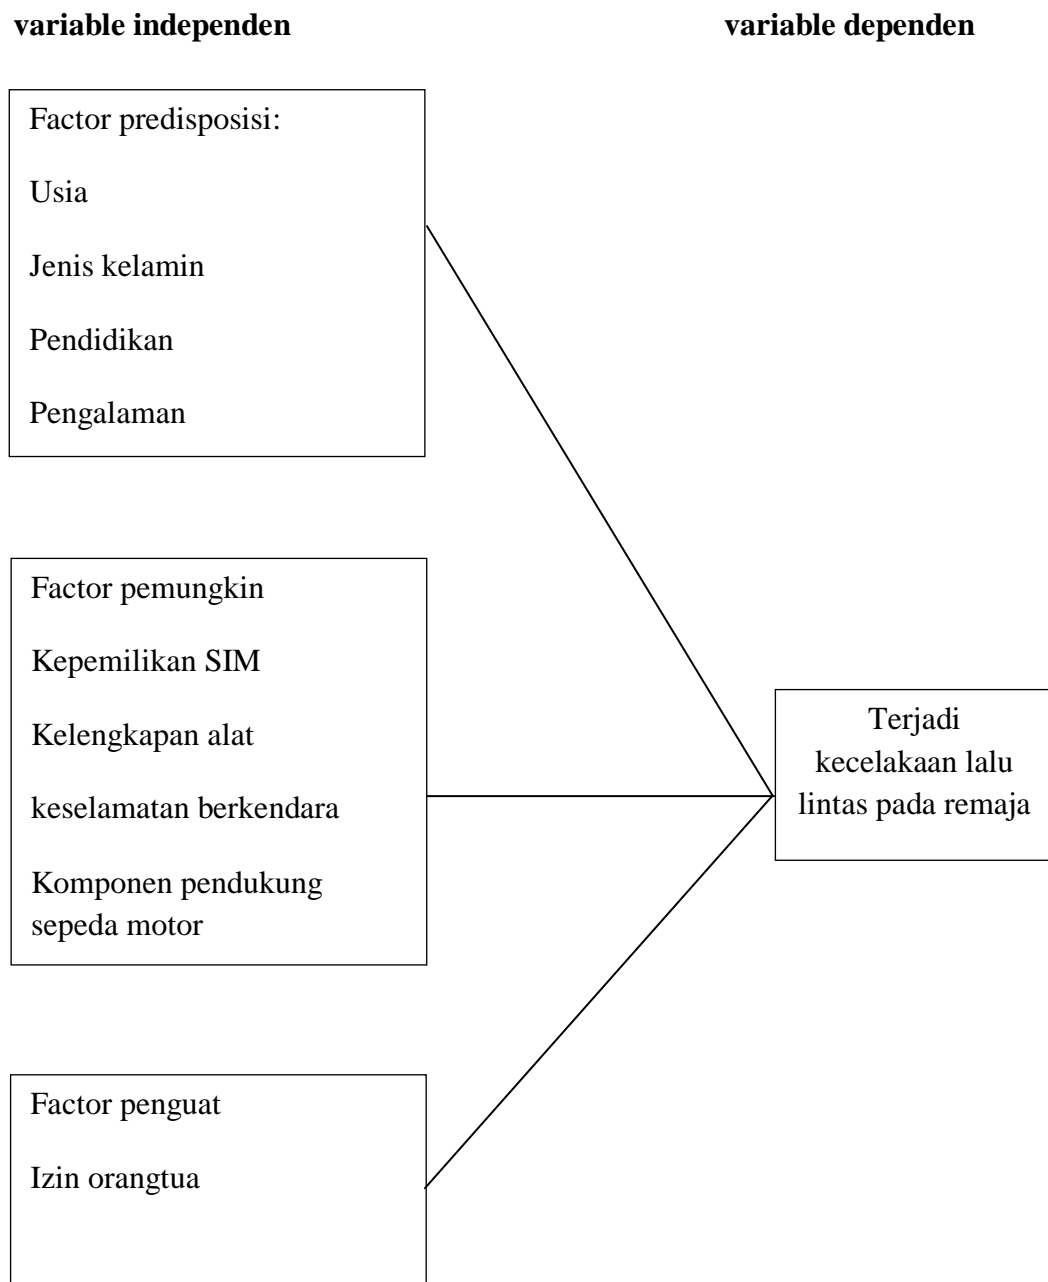 variable independen
variable dependen
Factor predisposisi:
Usia
Jenis kelamin
Pendidikan
Pengalaman
Factor pemungkin
Kepemilikan SIM
Kelengkapan alat
keselamatan berkendara
Komponen pendukung
sepeda motor
Terjadi
kecelakaan lalu
lintas pada remaja
Factor penguat
Izin orangtua